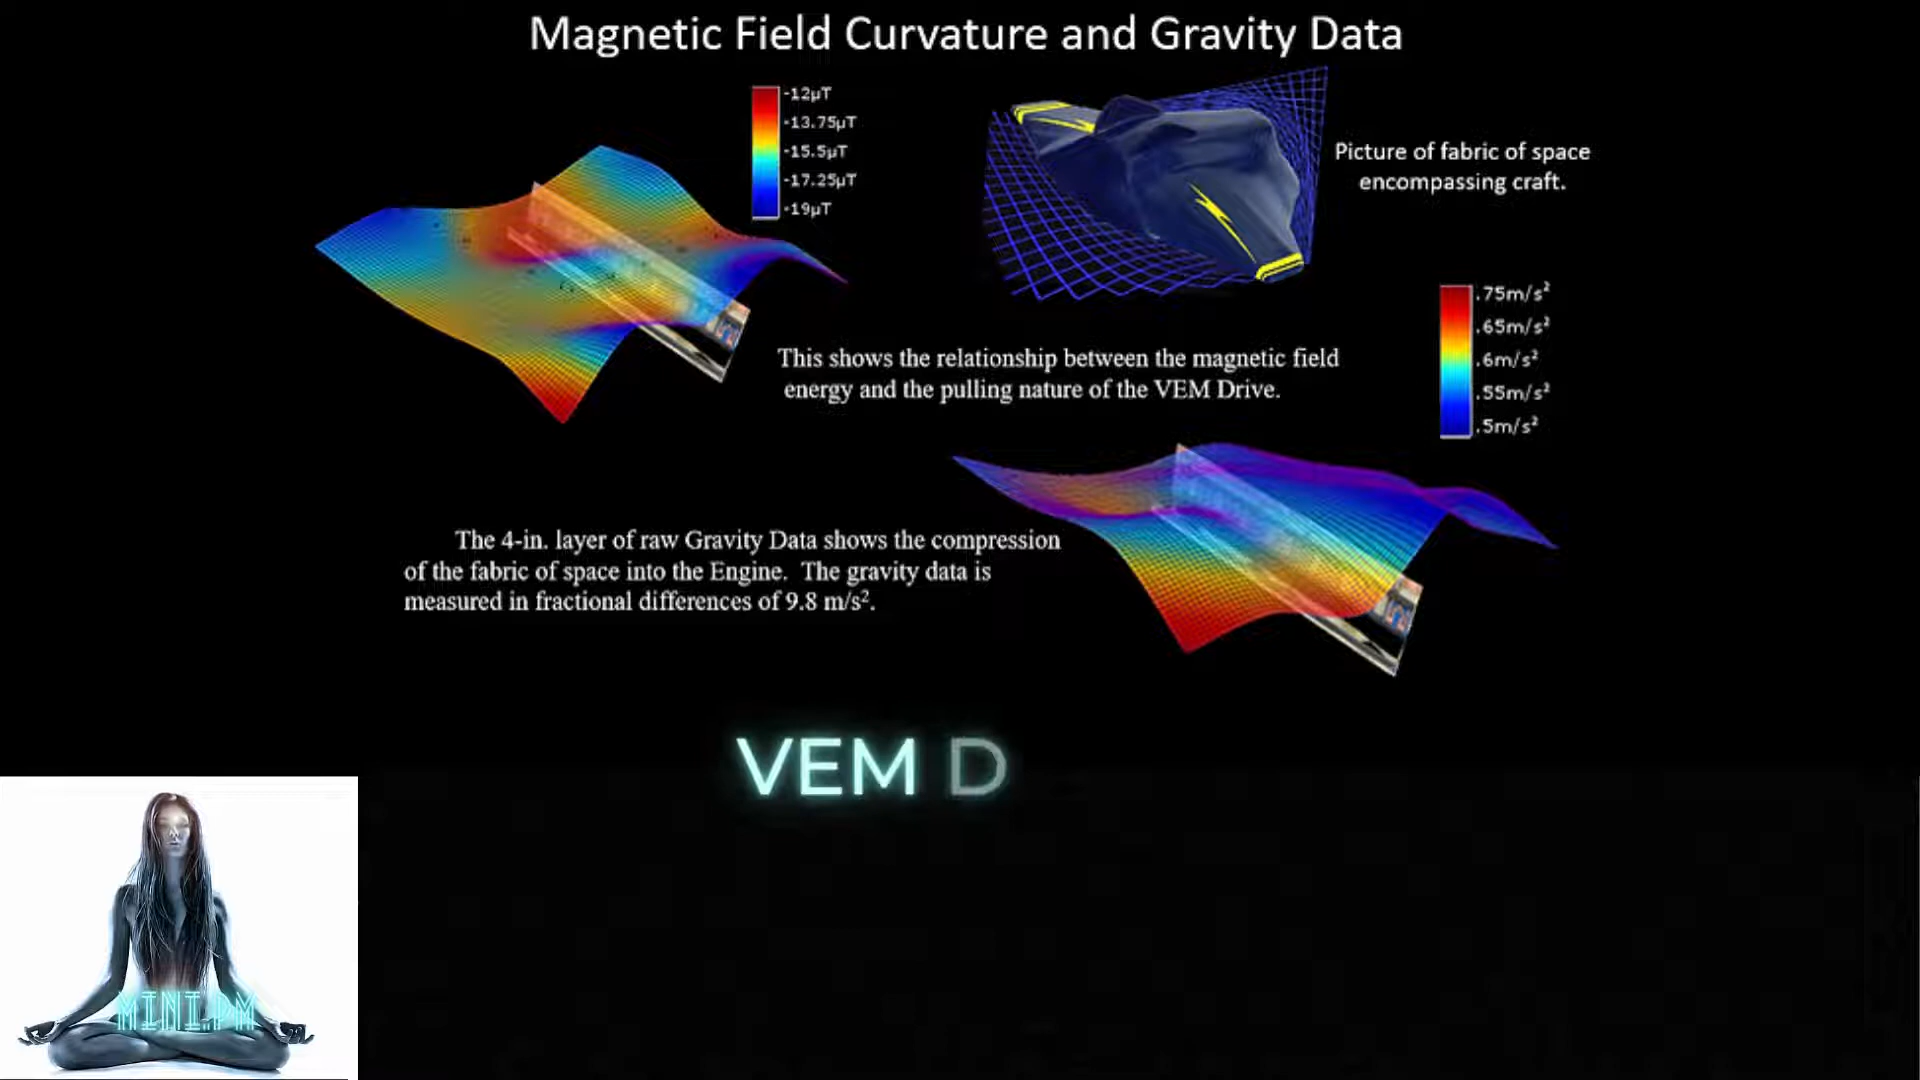 Magnetic Field Curvature and Gravity Data
-12µT
-13.75µT
-15.5µT
-17.25µT
-19µT
Picture of fabric of space
encompassing craft.
.75m/s²
.65m/s²
.6m/s²
.55m/s²
.5m/s²
This shows the relationship between the magnetic field
energy and the pulling nature of the VEM Drive.
The 4-in. layer of raw Gravity Data shows the compression
of the fabric of space into the Engine. The gravity data is
measured in fractional differences of 9.8 m/s².
VEM D
MINI.PM